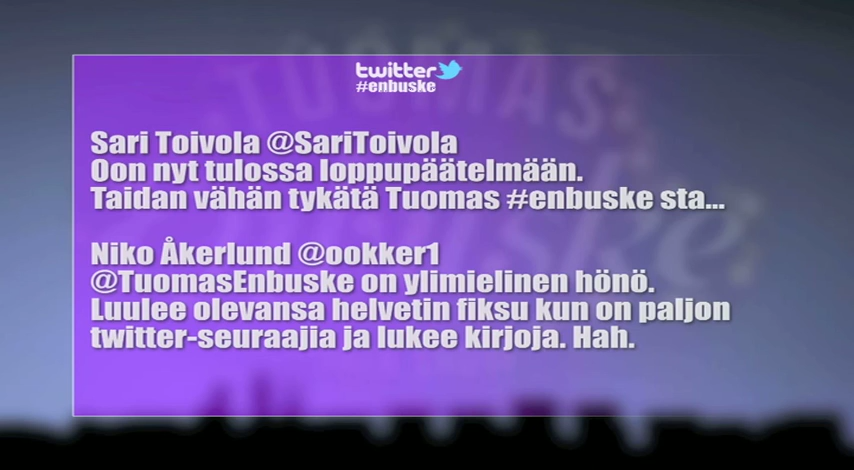 TUOMAS
twitter
#enbuske
Sari Toivola @SariToivola
Oon nyt tulossa loppupäätelmään.
Taidan vähän tykätä Tuomas #enbuske sta...
Niko Åkerlund @ookker1
@TuomasEnbuske on ylimielinen hönö.
Luulee olevansa helvetin fiksu kun on paljon
twitter-seuraajia ja lukee kirjoja. Hah.